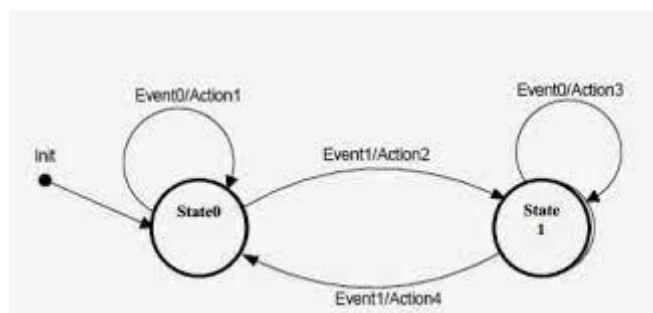 Event0/Action1
Event0/Action3
Init
Event1/Action2
State0
State
1
Event1/Action4